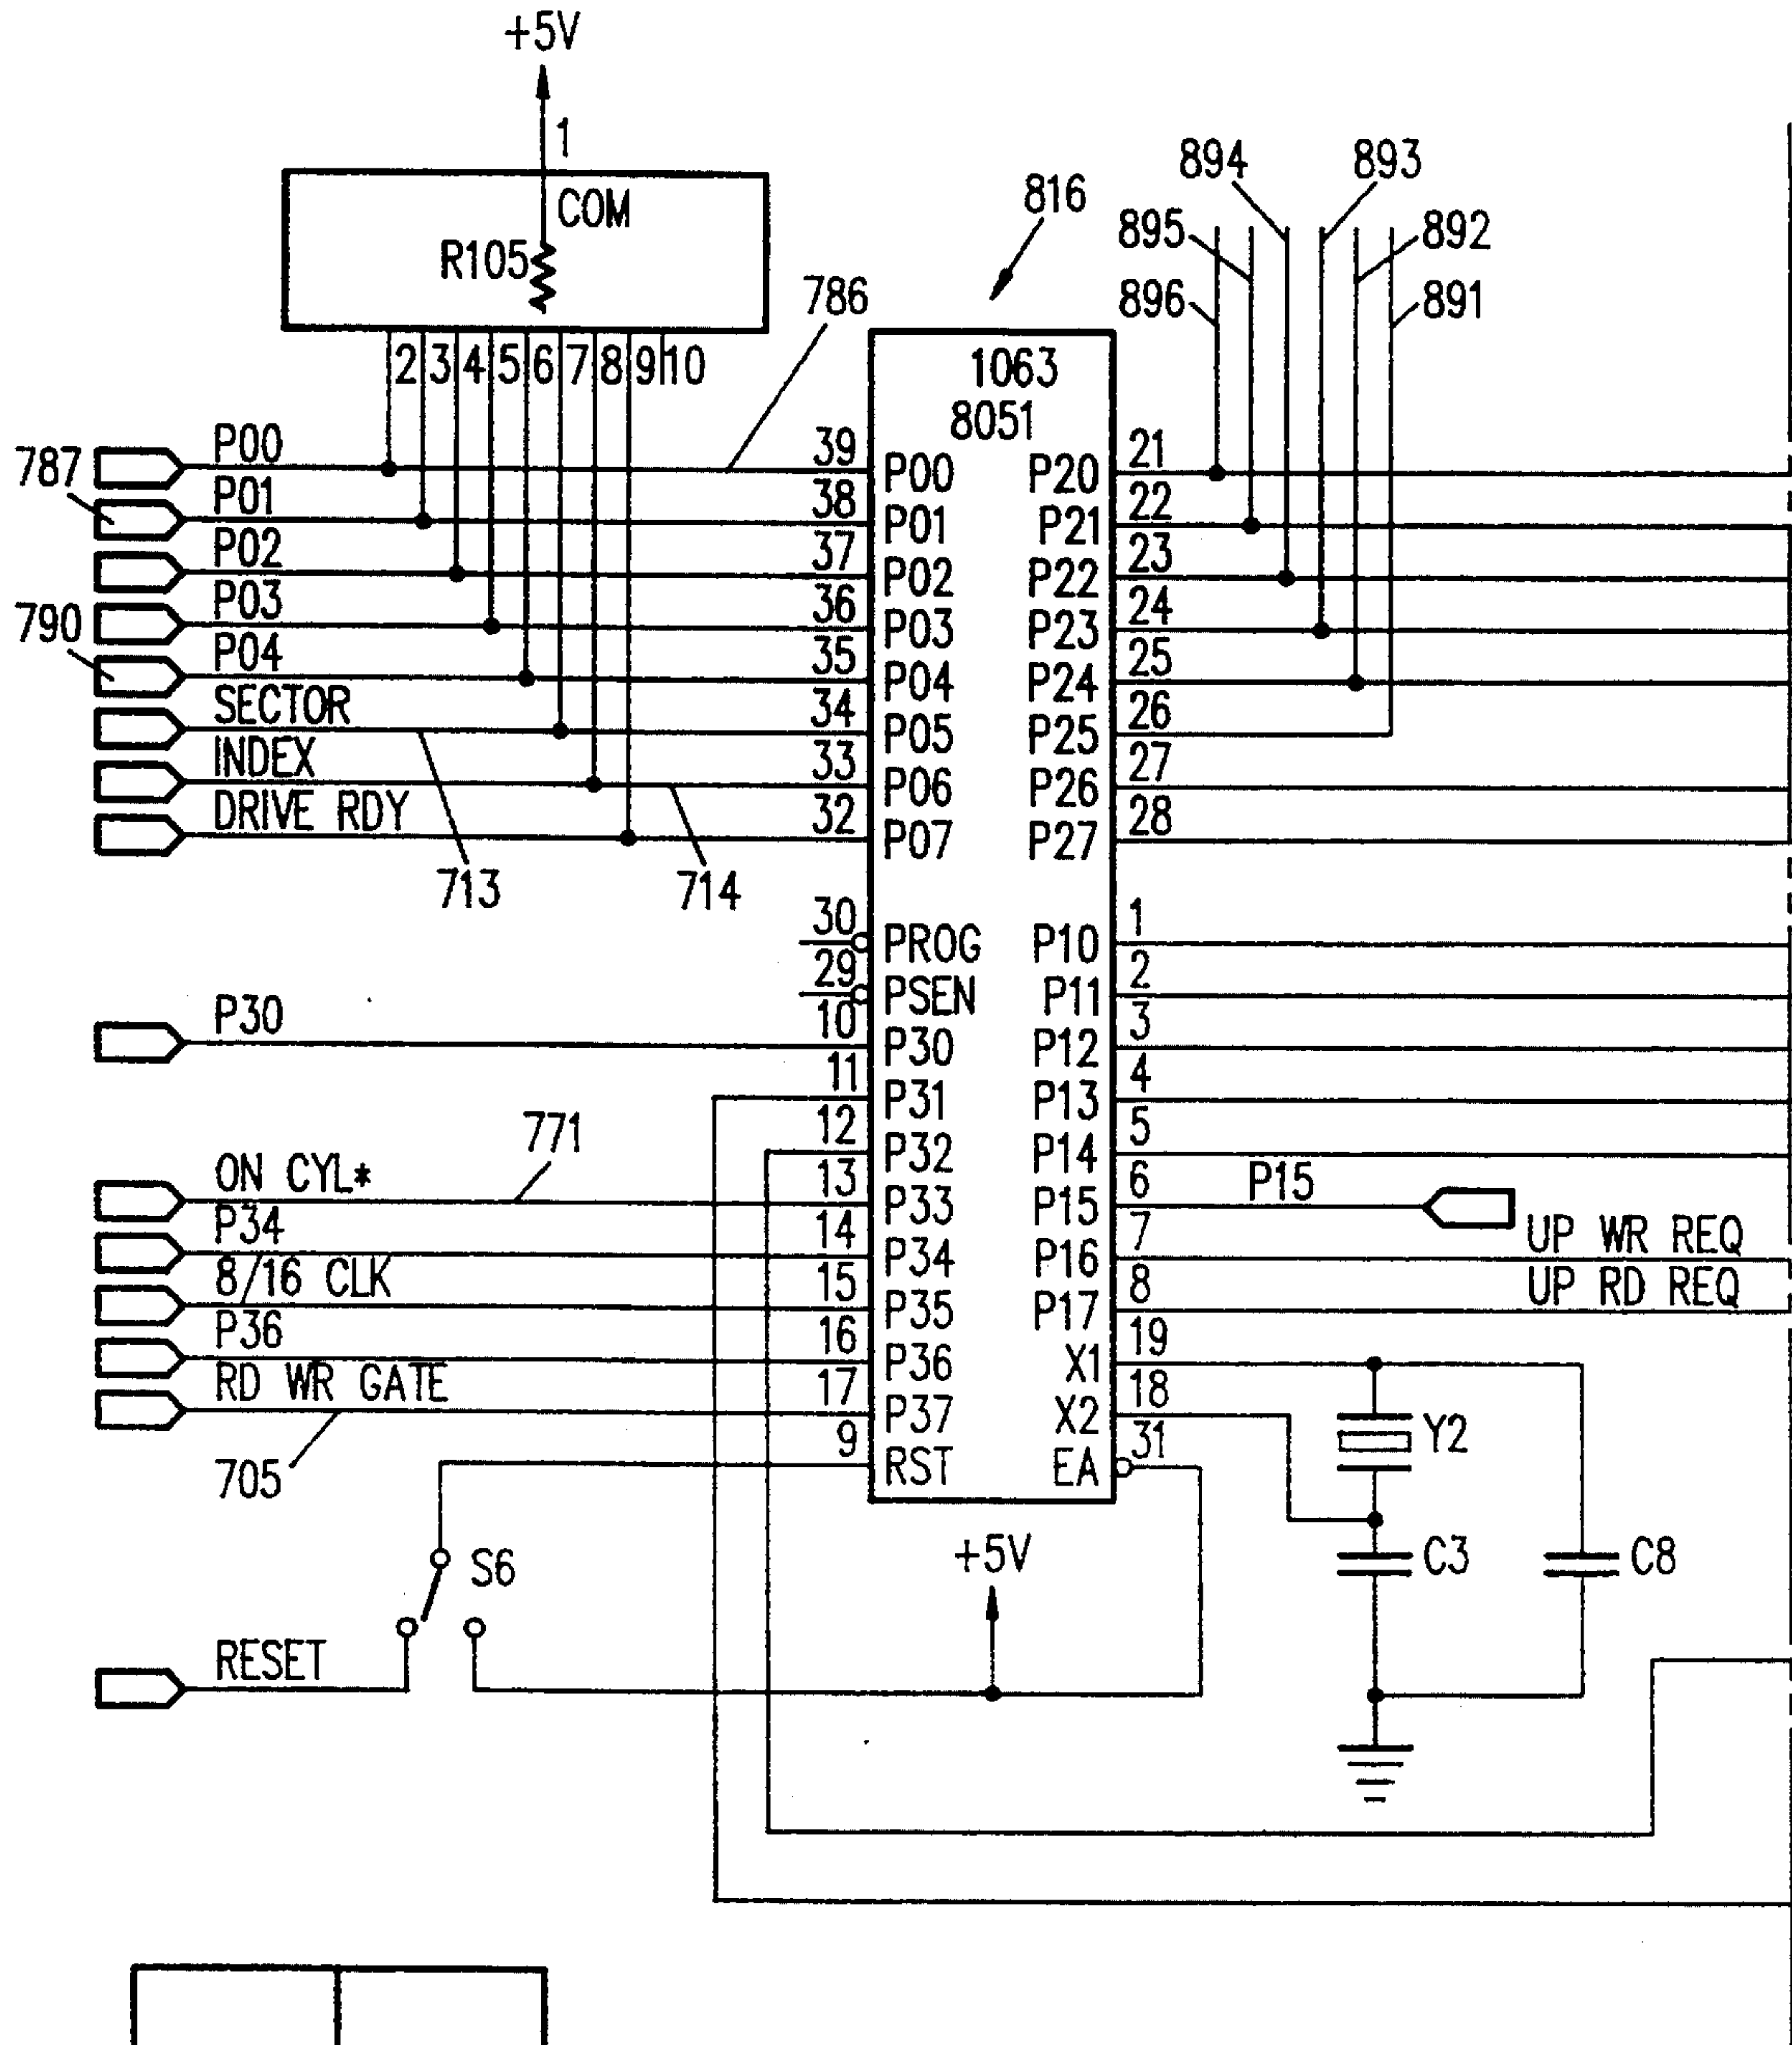 +5V
1
COM
R105
2 3 4 5 6 7 8 9 10
816
894 893
895 892
896 891
786
1063
8051
787
790
P00 39 P00 P20 21
P01 38 P01 P21 22
P02 37 P02 P22 23
P03 36 P03 P23 24
P04 35 P04 P24 25
SECTOR 34 P05 P25 26
INDEX 33 P06 P26 27
DRIVE RDY 32 P07 P27 28
713 714
30 PROG P10 1
29 PSEN P11 2
P30 10 P30 P12 3
11 P31 P13 4
771
12 P32 P14 5
ON CYL* 13 P33 P15 6 P15
P34 14 P34 P16 7 UP WR REQ
8/16 CLK 15 P35 P17 8 UP RD REQ
P36 16 P36 X1 19
RD WR GATE 17 P37 X2 18 Y2
705
9 RST EA 31
S6 +5V C3 C8
RESET